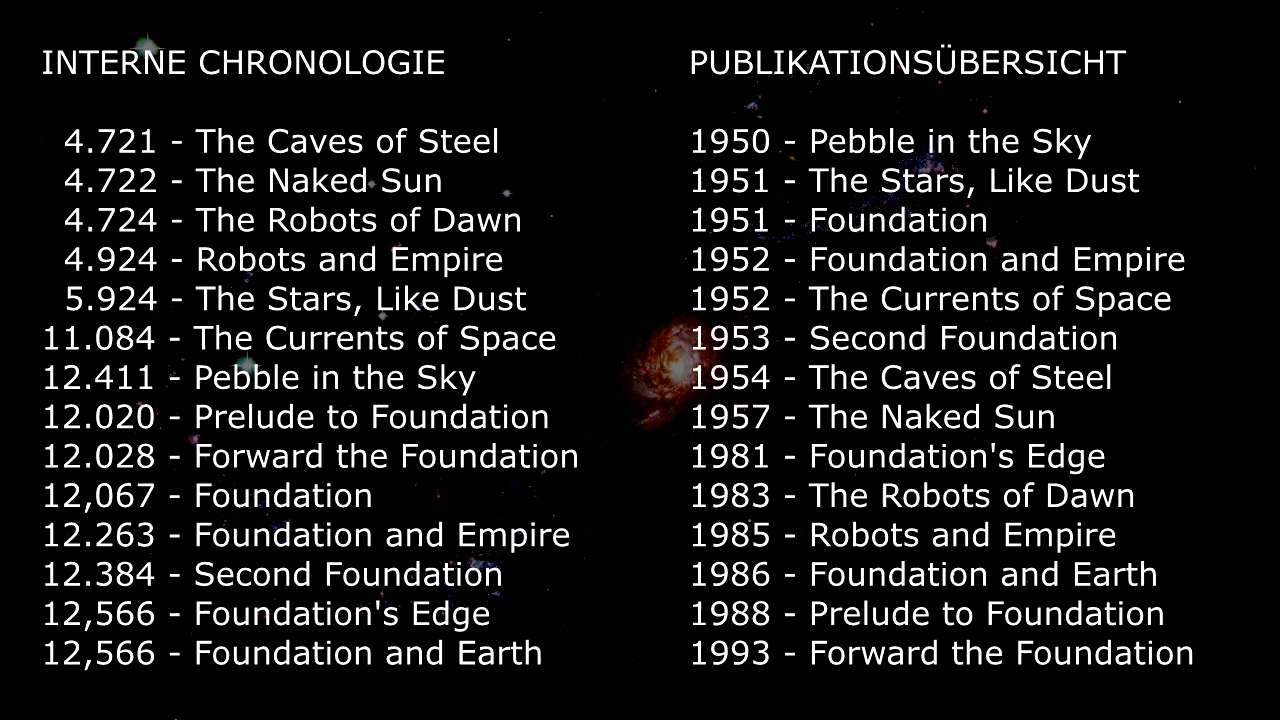 INTERNE CHRONOLOGIE
4.721 - The Caves of Steel
4.722 - The Naked Sun
4.724 - The Robots of Dawn
4.924 - Robots and Empire
5.924 - The Stars, Like Dust
11.084 - The Currents of Space
12.411 - Pebble in the Sky
12.020 - Prelude to Foundation
12.028 - Forward the Foundation
12,067 - Foundation
12.263 - Foundation and Empire
12.384 - Second Foundation
12,566 - Foundation's Edge
12,566 - Foundation and Earth
PUBLIKATIONSÜBERSICHT
1950 - Pebble in the Sky
1951 - The Stars, Like Dust
1951 - Foundation
1952 - Foundation and Empire
1952 - The Currents of Space
1953 - Second Foundation
1954 - The Caves of Steel
1957 - The Naked Sun
1981 - Foundation's Edge
1983 - The Robots of Dawn
1985 - Robots and Empire
1986 - Foundation and Earth
1988 - Prelude to Foundation
1993 - Forward the Foundation